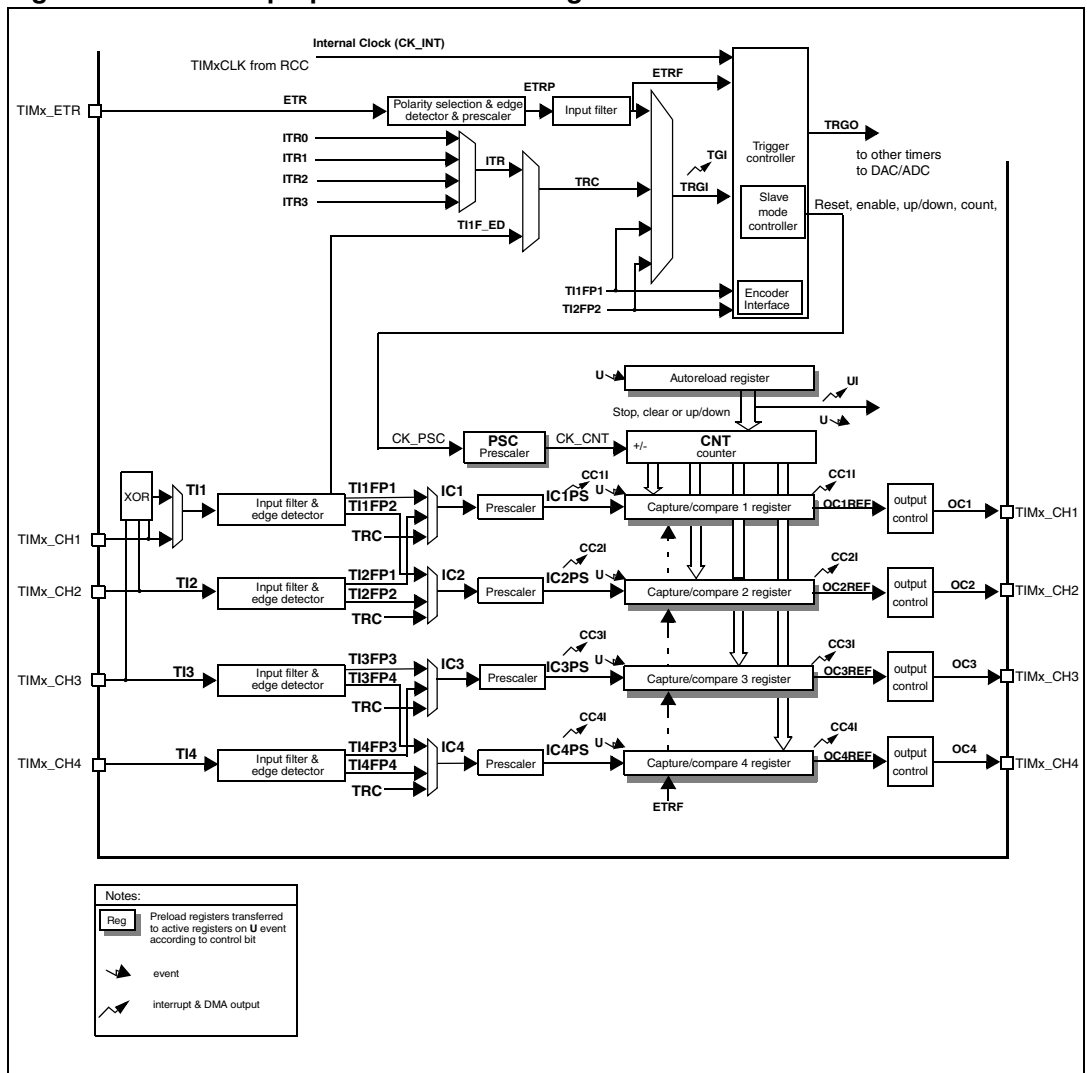 Internal Clock (CK_INT)
TIMxCLK from RCC
ETRF
TIMx_ETR
ETR
Polarity selection & edge
detector & prescaler
ETRP
Input filter
ITR0
ITR1
ITR2
ITR3
ITR
TRC
TI1F_ED
TGI
TRGI
Trigger
controller
TRGO
to other timers
to DAC/ADC
Slave
mode
controller
Reset, enable, up/down, count,
TI1FP1
TI2FP2
Encoder
Interface
U
Autoreload register
UI
Stop, clear or up/down
U
CK_PSC
PSC
Prescaler
CK_CNT
+/-
CNT
counter
XOR
TI1
Input filter &
edge detector
TI1FP1
TI1FP2
TRC
IC1
Prescaler
CC1I
IC1PS
U
Capture/compare 1 register
CC1I
OC1REF
output
control
OC1
TIMx_CH1
TIMx_CH1
TIMx_CH2
TI2
Input filter &
edge detector
TI2FP1
TI2FP2
TRC
IC2
Prescaler
CC2I
IC2PS
U
Capture/compare 2 register
CC2I
OC2REF
output
control
OC2
TIMx_CH2
TIMx_CH3
TI3
Input filter &
edge detector
TI3FP3
TI3FP4
TRC
IC3
Prescaler
CC3I
IC3PS
U
Capture/compare 3 register
CC3I
OC3REF
output
control
OC3
TIMx_CH3
TIMx_CH4
TI4
Input filter &
edge detector
TI4FP3
TI4FP4
TRC
IC4
Prescaler
CC4I
IC4PS
U
Capture/compare 4 register
CC4I
OC4REF
output
control
OC4
TIMx_CH4
ETRF
Notes:
Reg
Preload registers transferred
to active registers on U event
according to control bit
event
interrupt & DMA output